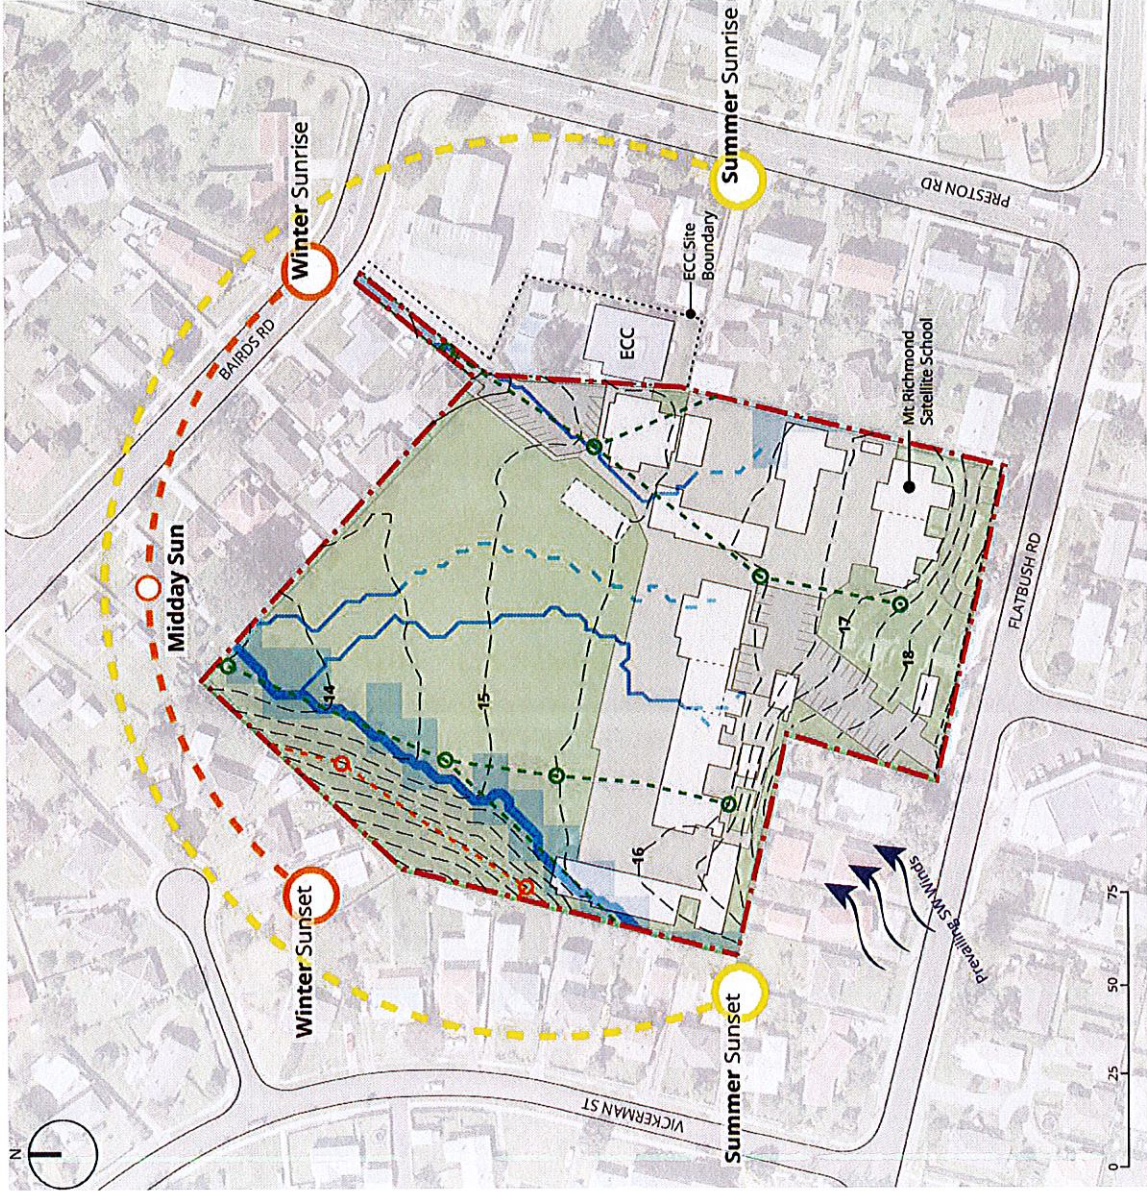 N
Summer Sunrise
Winter Sunrise
BAIRDS RD
PRESTON RD
Midday Sun
ECC Site
Boundary
ECC
Mt Richmond
Satellite School
14
15
16
17
18
FLATBUSH RD
Winter Sunset
Summer Sunset
VICKERMAN ST
Prevailing SW Winds
0
25
50
75